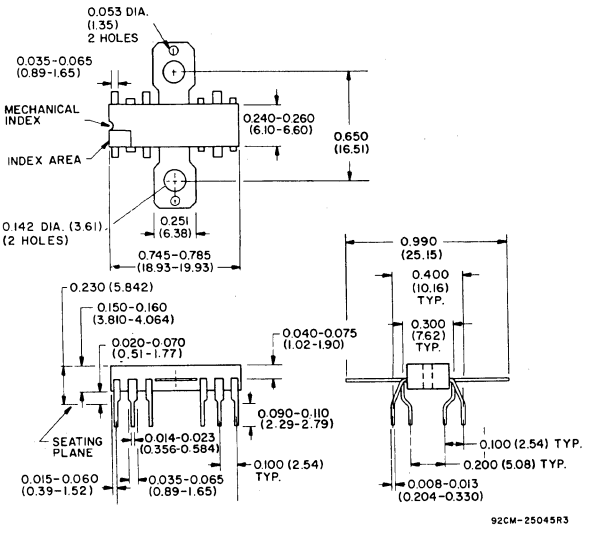 0.053 DIA.
(1.35)
2 HOLES
0.035-0.065
(0.89-1.65)
MECHANICAL
INDEX
INDEX AREA
0.240-0.260
(6.10-6.60)
0.650
(16.51)
0.142 DIA. (3.61)
(2 HOLES)
0.251
(6.38)
0.745-0.785
(18.93-19.93)
0.990
(25.15)
0.400
(10.16)
TYP.
0.300
(7.62)
TYP.
0.230 (5.842)
0.150-0.160
(3.810-4.064)
0.020-0.070
(0.51-1.77)
0.040-0.075
(1.02-1.90)
0.090-0.110
(2.29-2.79)
SEATING
PLANE
0.014-0.023
(0.356-0.584)
0.100 (2.54)
TYP.
0.015-0.060
(0.39-1.52)
0.035-0.065
(0.89-1.65)
0.100 (2.54) TYP.
0.200 (5.08) TYP.
0.008-0.013
(0.204-0.330)
92CM-25045R3